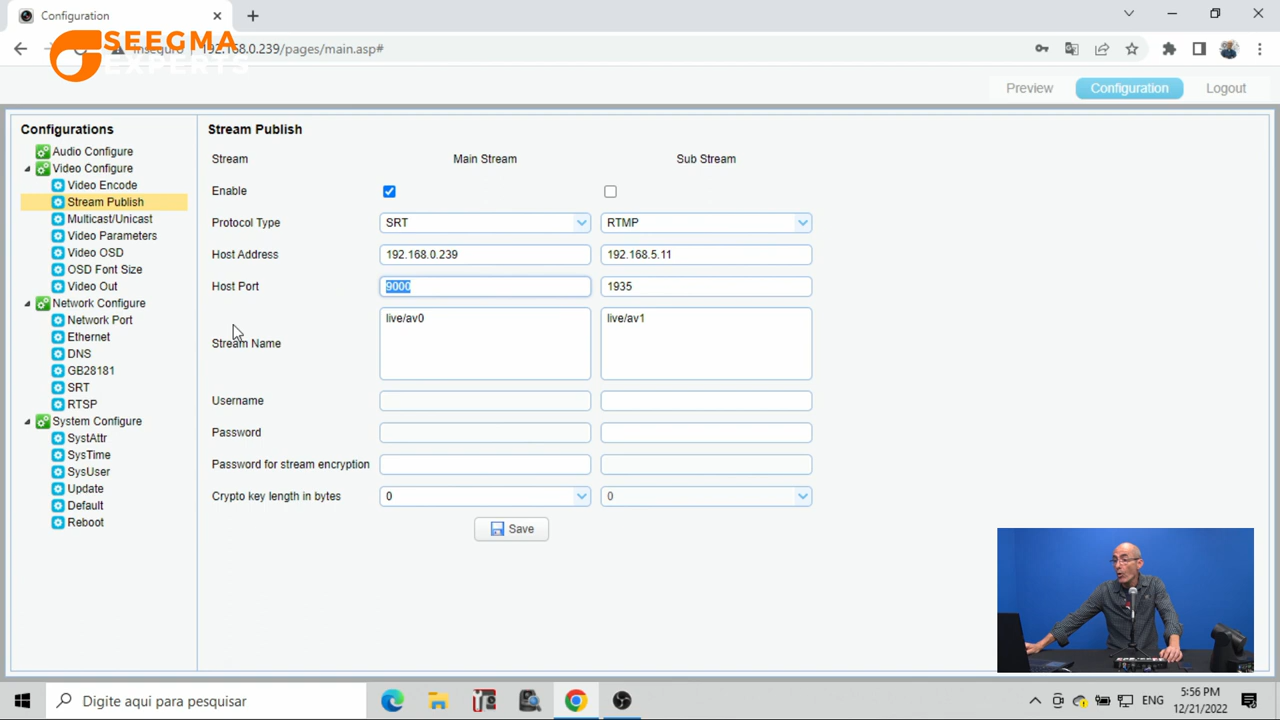 Configuration
SEEGMA
EXPERTS
Inseguro
192.168.0.239/pages/main.asp#
Preview
Configuration
Logout
Configurations
Audio Configure
Video Configure
Video Encode
Stream Publish
Multicast/Unicast
Video Parameters
Video OSD
OSD Font Size
Video Out
Network Configure
Network Port
Ethernet
DNS
GB28181
SRT
RTSP
System Configure
SystAttr
SysTime
SysUser
Update
Default
Reboot
Stream Publish
Stream Main Stream Sub Stream
Enable
Protocol Type SRT RTMP
Host Address 192.168.0.239 192.168.5.11
Host Port 9000 1935
Stream Name live/av0 live/av1
Username
Password
Password for stream encryption
Crypto key length in bytes 0 0
Save
Digite aqui para pesquisar
ENG
5:56 PM
12/21/2022